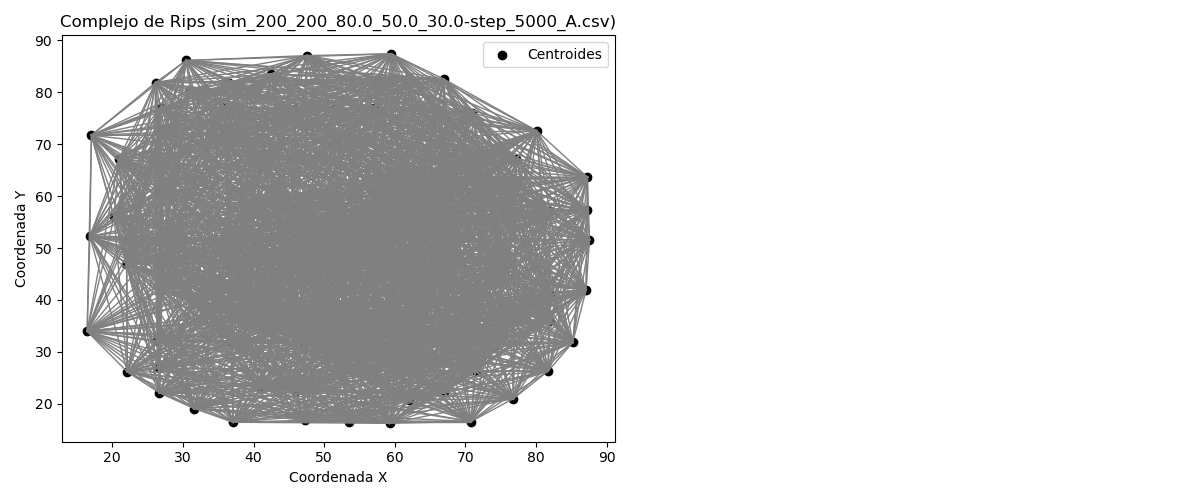 Complejo de Rips (sim_200_200_80.0_50.0_30.0-step_5000_A.csv)
90
80
70
60
50
40
30
20
Coordenada Y
Centroides
20 30 40 50 60 70 80 90
Coordenada X